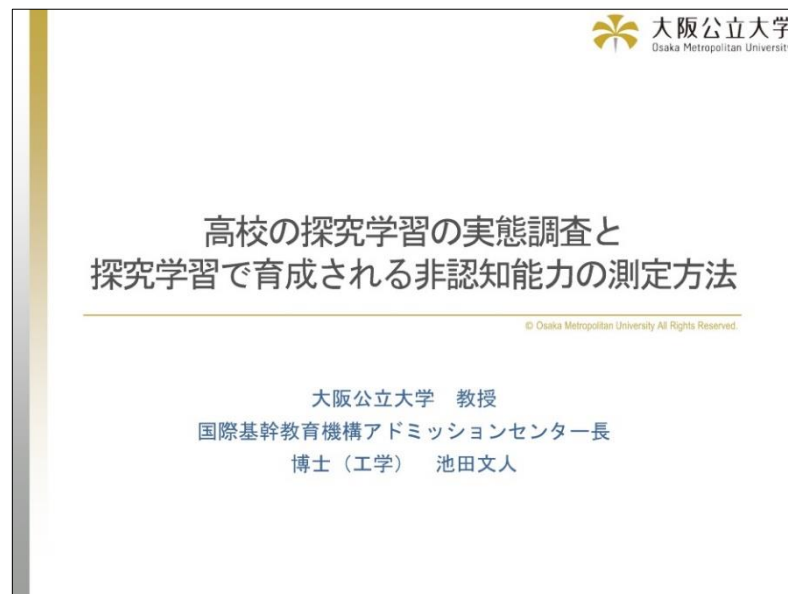 大阪公立大学
Osaka Metropolitan University
高校の探究学習の実態調査と
探究学習で育成される非認知能力の測定方法
© Osaka Metropolitan University All Rights Reserved.
大阪公立大学　教授
国際基幹教育機構アドミッションセンター長
博士（工学）　池田文人